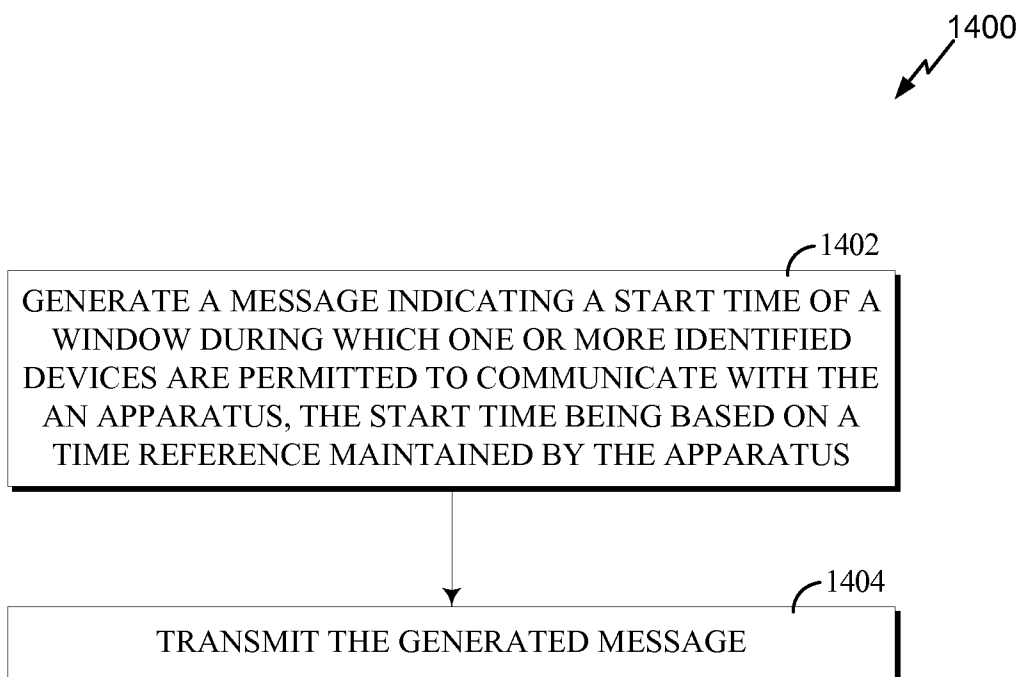 1400
1402
GENERATE A MESSAGE INDICATING A START TIME OF A
WINDOW DURING WHICH ONE OR MORE IDENTIFIED
DEVICES ARE PERMITTED TO COMMUNICATE WITH THE
AN APPARATUS, THE START TIME BEING BASED ON A
TIME REFERENCE MAINTAINED BY THE APPARATUS
1404
TRANSMIT THE GENERATED MESSAGE